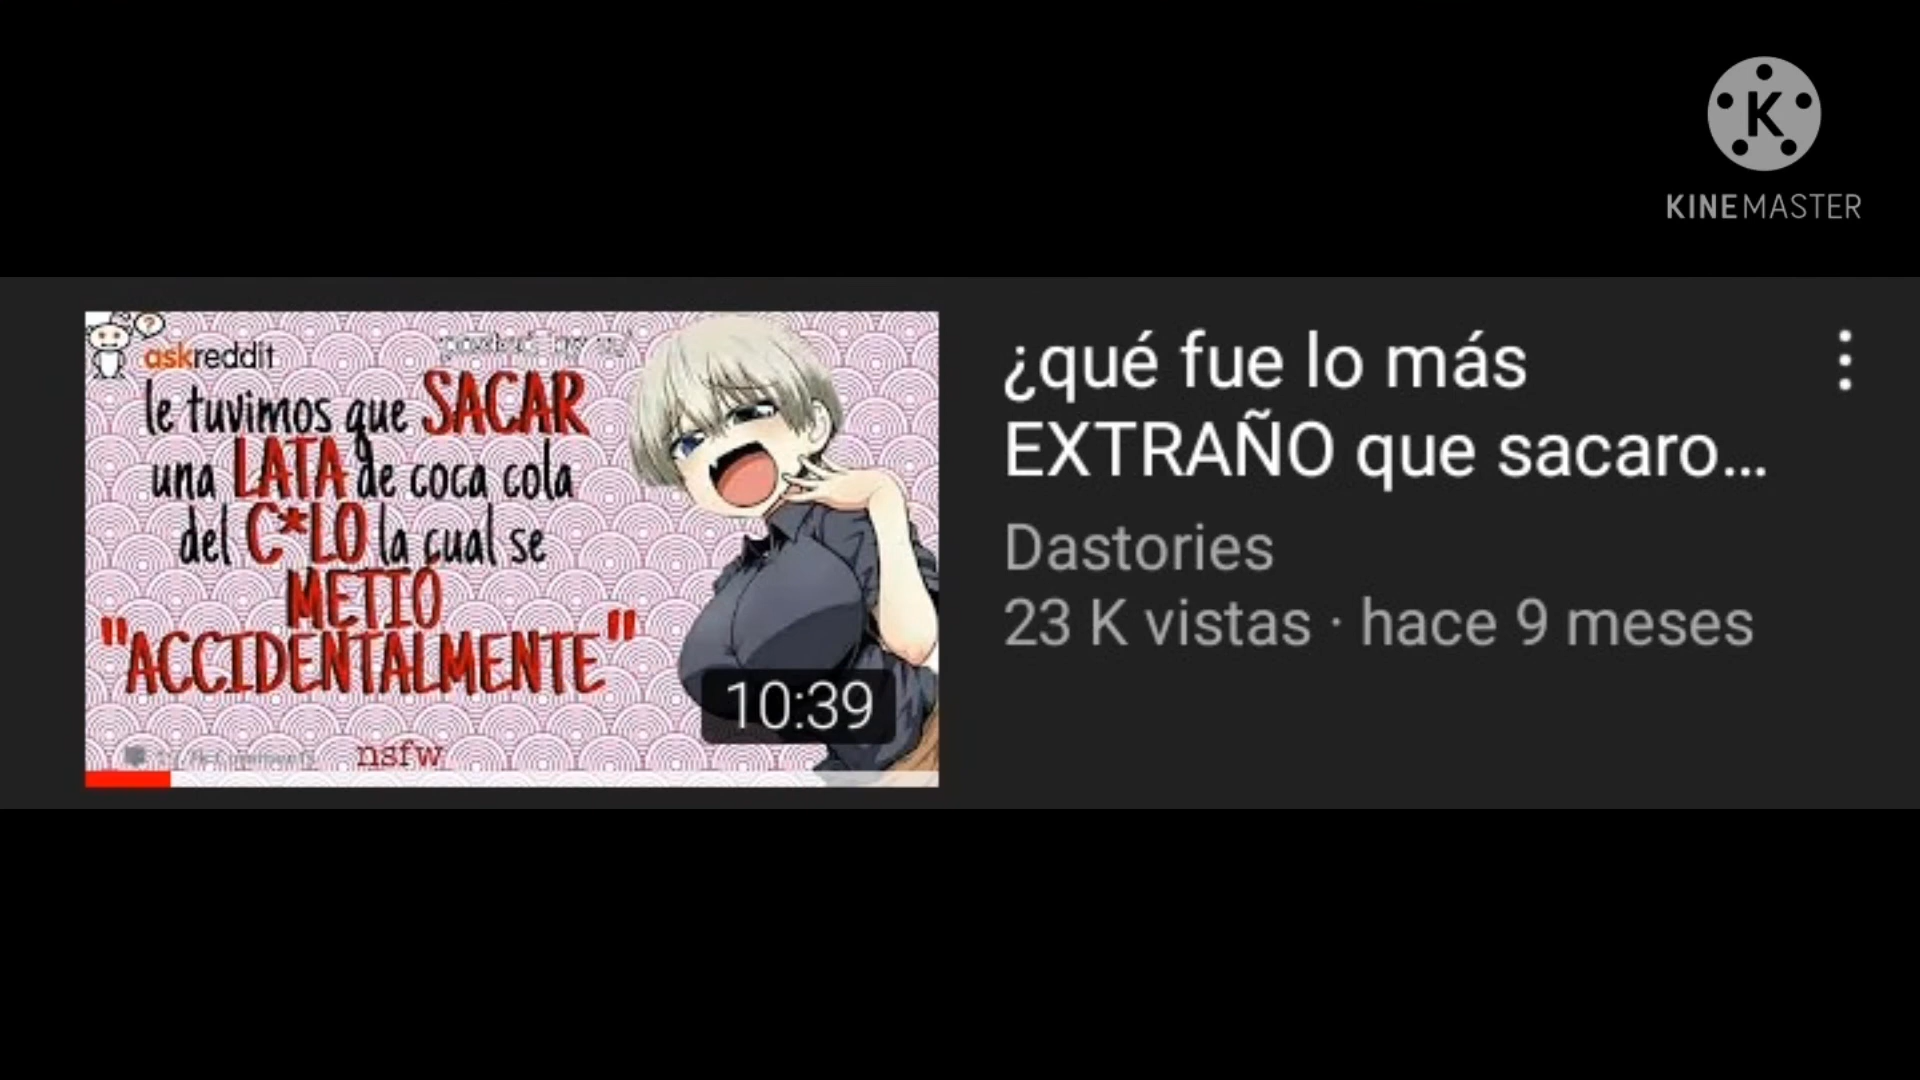 K
KINEMASTER
askreddit
le tuvimos que SACAR
una LATA de coca cola
del C*LO la cual se
METIÓ
"ACCIDENTALMENTE"
nsfw
10:39
¿qué fue lo más
EXTRAÑO que sacaro...
Dastories
23 K vistas · hace 9 meses